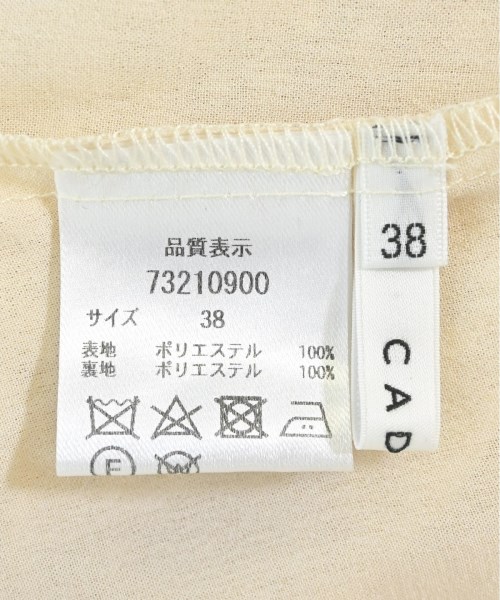 品質表示
73210900
サイズ 38
表地 ポリエステル 100%
裏地 ポリエステル 100%
F
W
38
CAD